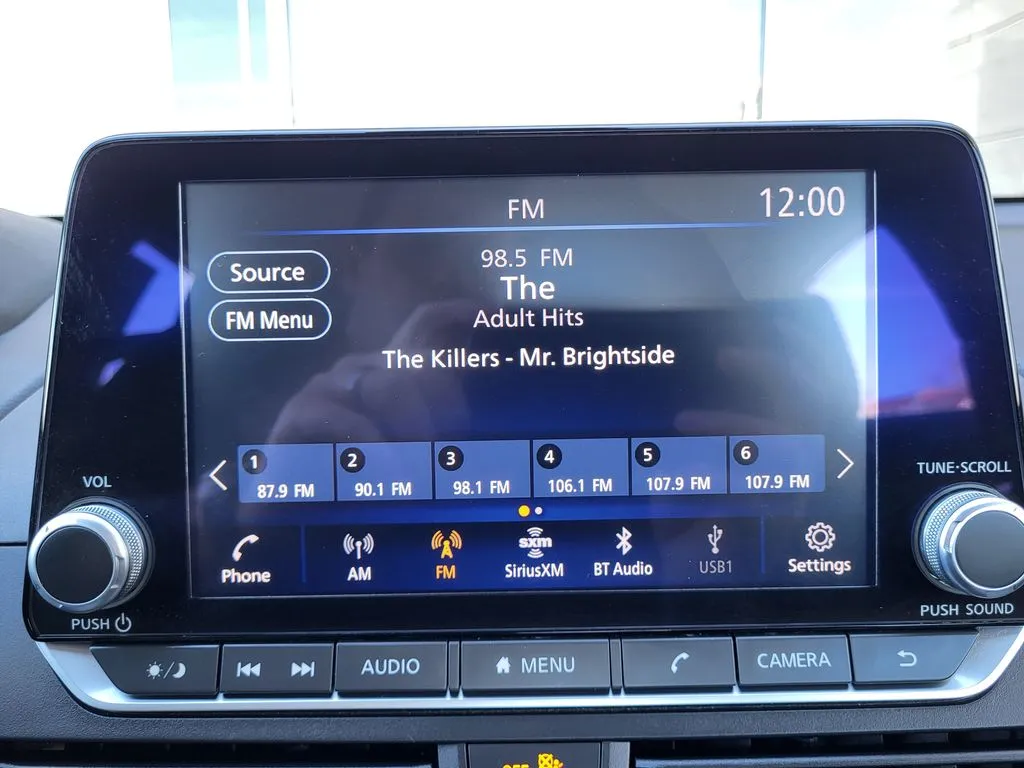 FM
12:00
Source
98.5 FM
The
FM Menu
Adult Hits
The Killers - Mr. Brightside
1 2 3 4 5 6
87.9 FM 90.1 FM 98.1 FM 106.1 FM 107.9 FM 107.9 FM
VOL
TUNE·SCROLL
sxm
Phone AM FM SiriusXM BT Audio USB1 Settings
PUSH
PUSH SOUND
AUDIO MENU CAMERA
OFF